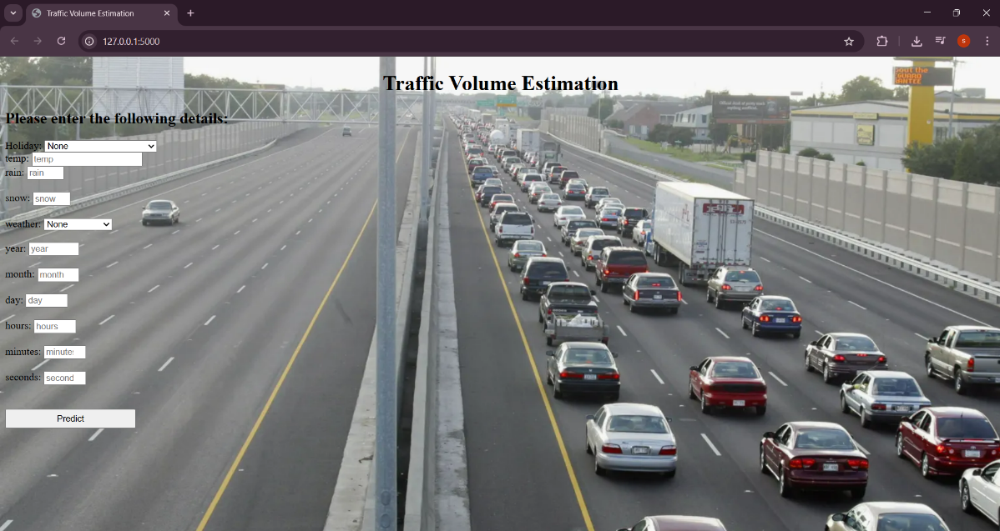 Traffic Volume Estimation
127.0.0.1:5000
S
Traffic Volume Estimation
Please enter the following details:
Holiday: None
temp: temp
rain: rain
snow: snow
weather: None
year: year
month: month
day: day
hours: hours
minutes: minutes
seconds: second
Predict